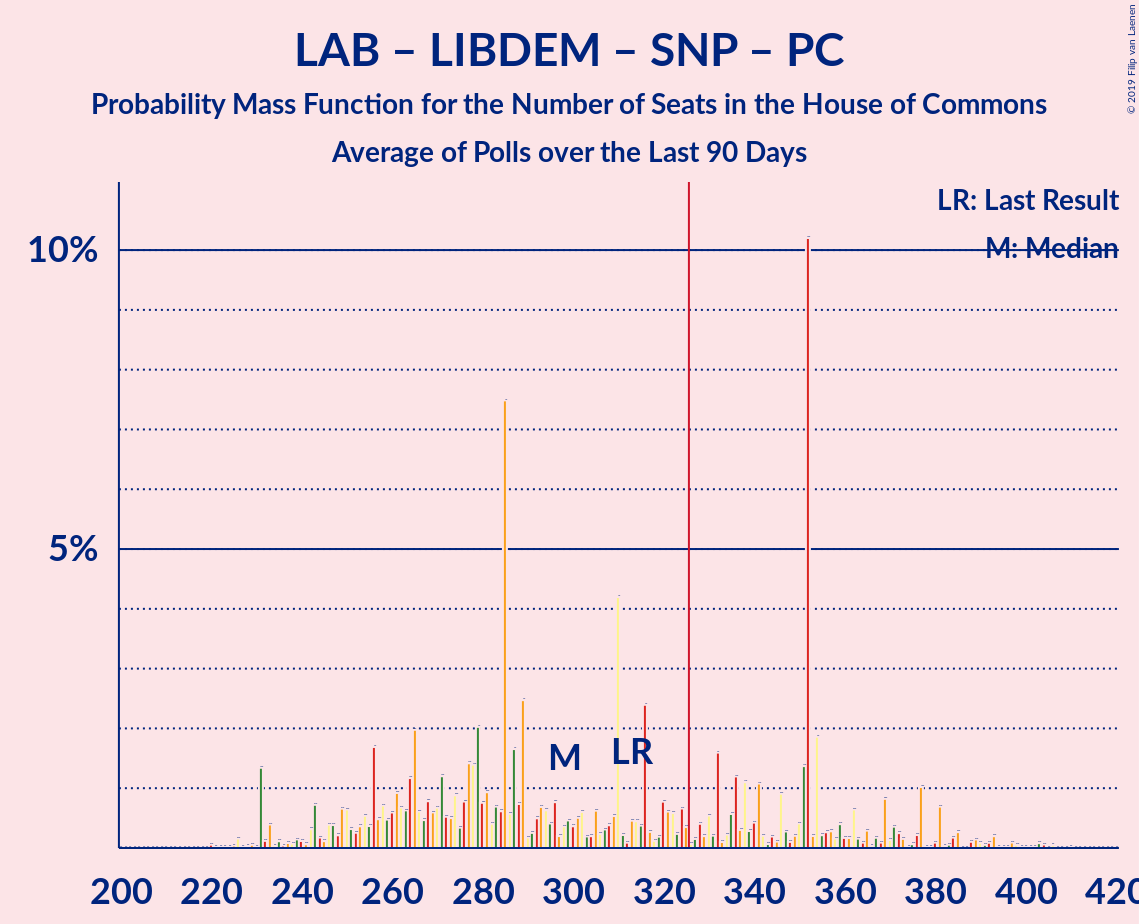 LAB – LIBDEM – SNP – PC
Probability Mass Function for the Number of Seats in the House of Commons
Average of Polls over the Last 90 Days
© 2019 Filip van Laenen
LR: Last Result
M: Median
10%
5%
M
LR
200 220 240 260 280 300 320 340 360 380 400 420